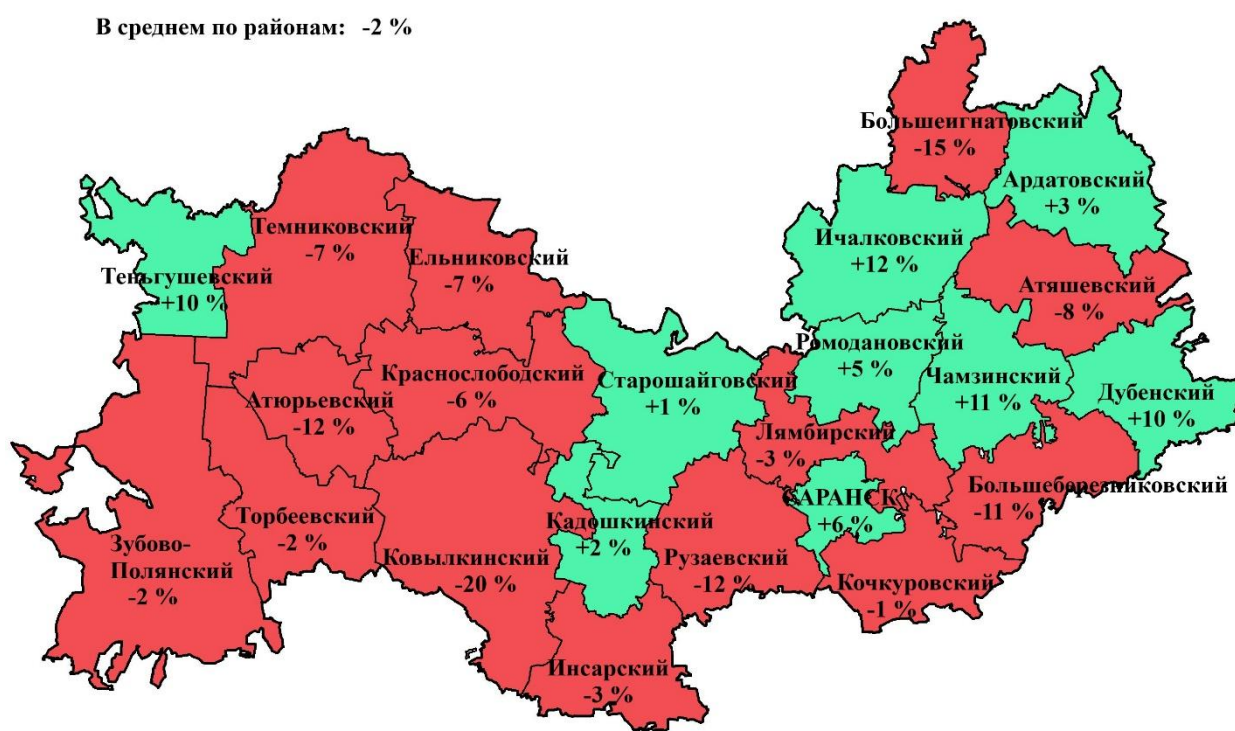 В среднем по районам: -2 %
Большеигнатовский
-15 %
Ардатовский
+3 %
Темниковский
-7 %
Ельниковский
-7 %
Ичалковский
+12 %
Теньгушевский
+10 %
Атяшевский
-8 %
Ромодановский
+5 %
Краснослободский
-6 %
Старошайговский
+1 %
Чамзинский
+11 %
Дубенский
+10 %
Атюрьевский
-12 %
Лямбирский
-3 %
Большеберезниковский
-11 %
САРАНСК
+6 %
Торбеевский
-2 %
Кадошкинский
+2 %
Зубово-
Полянский
-2 %
Ковылкинский
-20 %
Рузаевский
-12 %
Кочкуровский
-1 %
Инсарский
-3 %